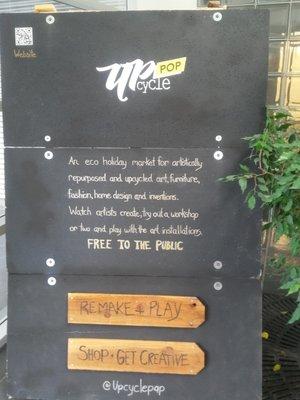 Website
UP
POP
cycle
An eco holiday market for artistically
repurposed and upcycled art, furniture,
fashion, home design and inventions.
Watch artists create, try out a workshop
or two and play with the art installations.
FREE TO THE PUBLIC
REMAKE & PLAY
SHOP · GET CREATIVE
@Upcyclepop